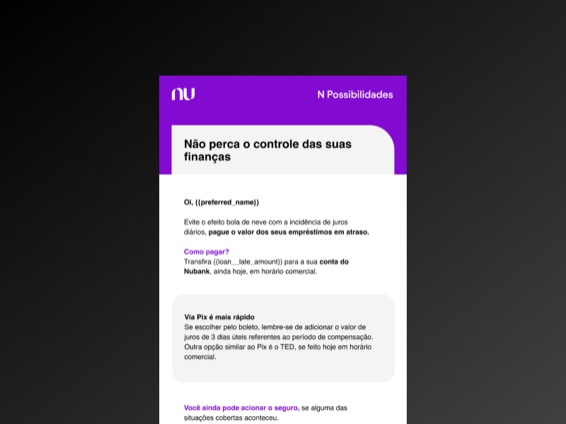 nu
N Possibilidades
Não perca o controle das suas
finanças
Oi, {{preferred_name}}
Evite o efeito bola de neve com a incidência de juros
diários, pague o valor dos seus empréstimos em atraso.
Como pagar?
Transfira {{loan__late_amount}} para a sua conta do
Nubank, ainda hoje, em horário comercial.
Via Pix é mais rápido
Se escolher pelo boleto, lembre-se de adicionar o valor de
juros de 3 dias úteis referentes ao período de compensação.
Outra opção similar ao Pix é o TED, se feito hoje em horário
comercial.
Você ainda pode acionar o seguro, se alguma das
situações cobertas aconteceu.